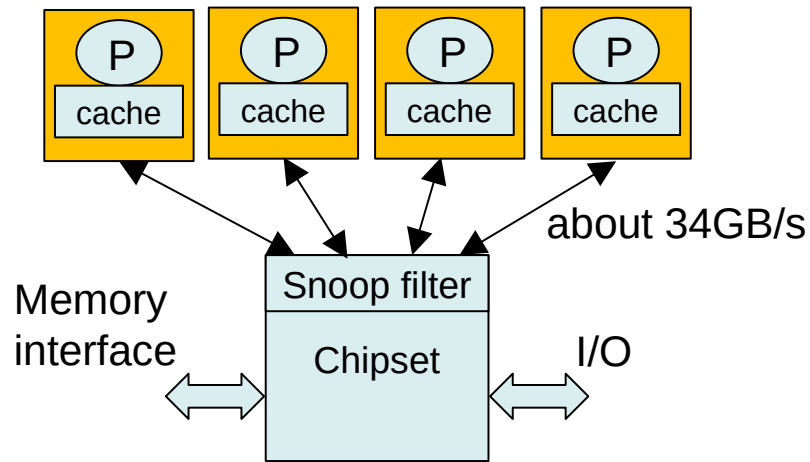 P
P
P
P
cache
cache
cache
cache
about 34GB/s
Snoop filter
Memory
interface
Chipset
I/O